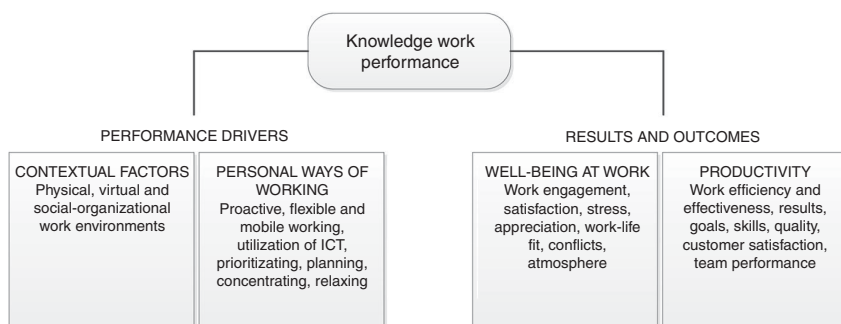 Knowledge work
performance
PERFORMANCE DRIVERS
RESULTS AND OUTCOMES
CONTEXTUAL FACTORS
Physical, virtual and
social-organizational
work environments
PERSONAL WAYS OF
WORKING
Proactive, flexible and
mobile working,
utilization of ICT,
prioritizating, planning,
concentrating, relaxing
WELL-BEING AT WORK
Work engagement,
satisfaction, stress,
appreciation, work-life
fit, conflicts,
atmosphere
PRODUCTIVITY
Work efficiency and
effectiveness, results,
goals, skills, quality,
customer satisfaction,
team performance